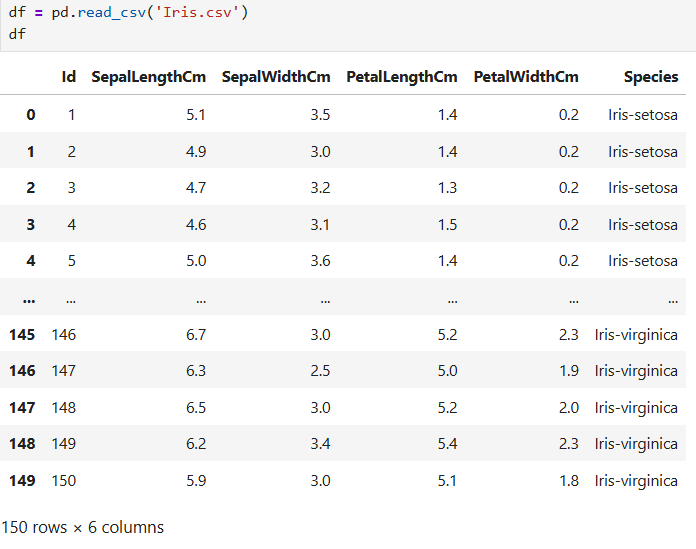 df = pd.read_csv('Iris.csv')
df
Id SepalLengthCm SepalWidthCm PetalLengthCm PetalWidthCm Species
0 1 5.1 3.5 1.4 0.2 Iris-setosa
1 2 4.9 3.0 1.4 0.2 Iris-setosa
2 3 4.7 3.2 1.3 0.2 Iris-setosa
3 4 4.6 3.1 1.5 0.2 Iris-setosa
4 5 5.0 3.6 1.4 0.2 Iris-setosa
... ... ... ... ... ... ...
145 146 6.7 3.0 5.2 2.3 Iris-virginica
146 147 6.3 2.5 5.0 1.9 Iris-virginica
147 148 6.5 3.0 5.2 2.0 Iris-virginica
148 149 6.2 3.4 5.4 2.3 Iris-virginica
149 150 5.9 3.0 5.1 1.8 Iris-virginica
150 rows × 6 columns